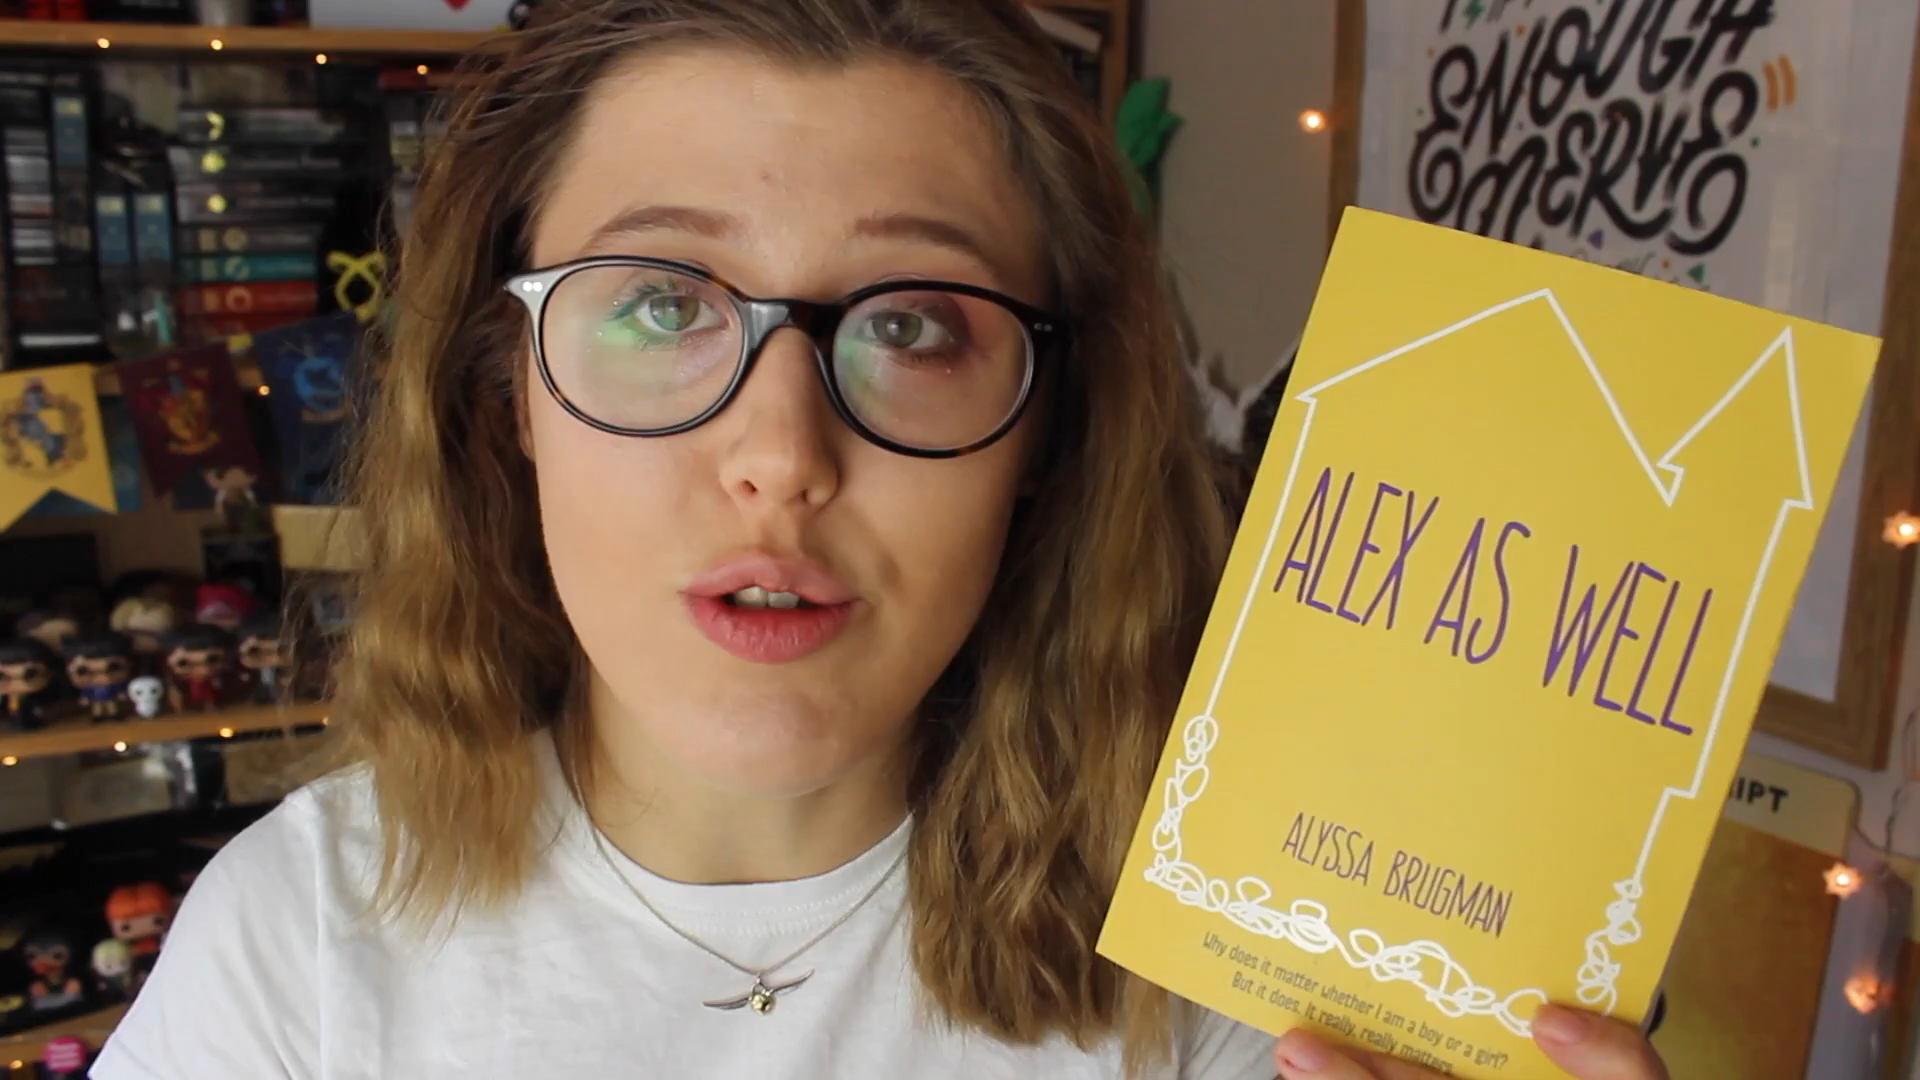 ENOUGH
NERVE
ALEX AS WELL
ALYSSA BRUGMAN
Why does it matter whether I am a boy or a girl?
But it does. It really, really matters.
IPT